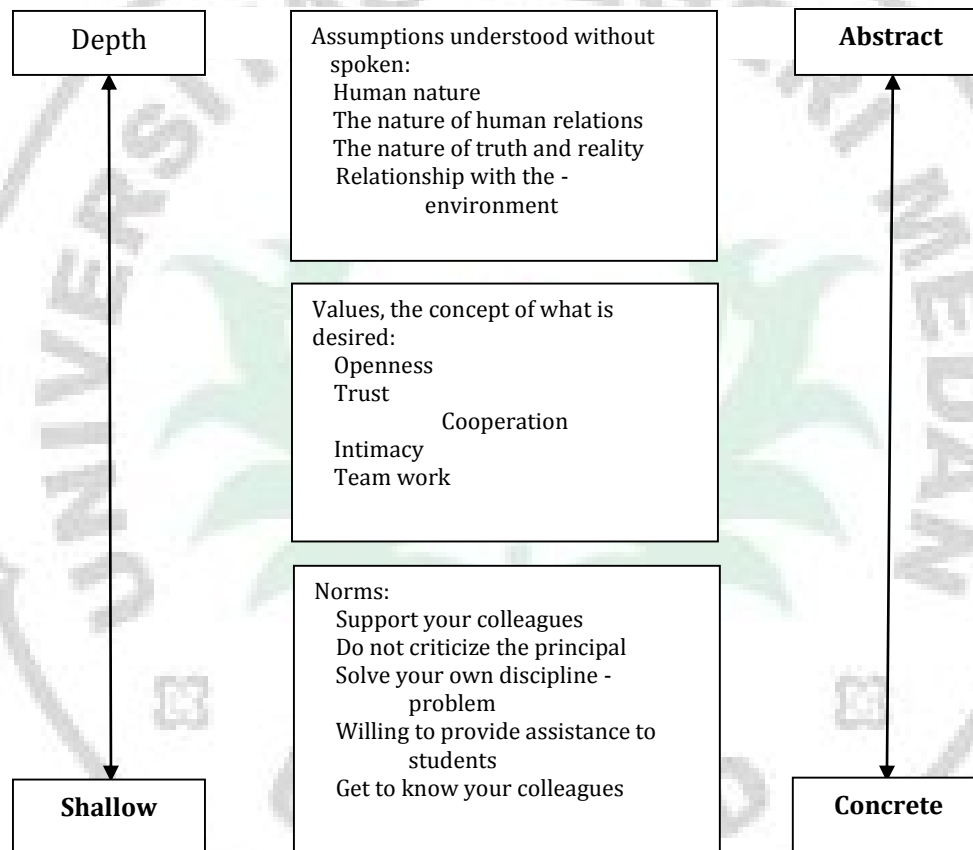 Depth
Assumptions understood without
spoken:
Human nature
The nature of human relations
The nature of truth and reality
Relationship with the -
environment
Abstract
Values, the concept of what is
desired:
Openness
Trust
Cooperation
Intimacy
Team work
Norms:
Support your colleagues
Do not criticize the principal
Solve your own discipline -
problem
Willing to provide assistance to
students
Get to know your colleagues
Shallow
Concrete
MEDAN